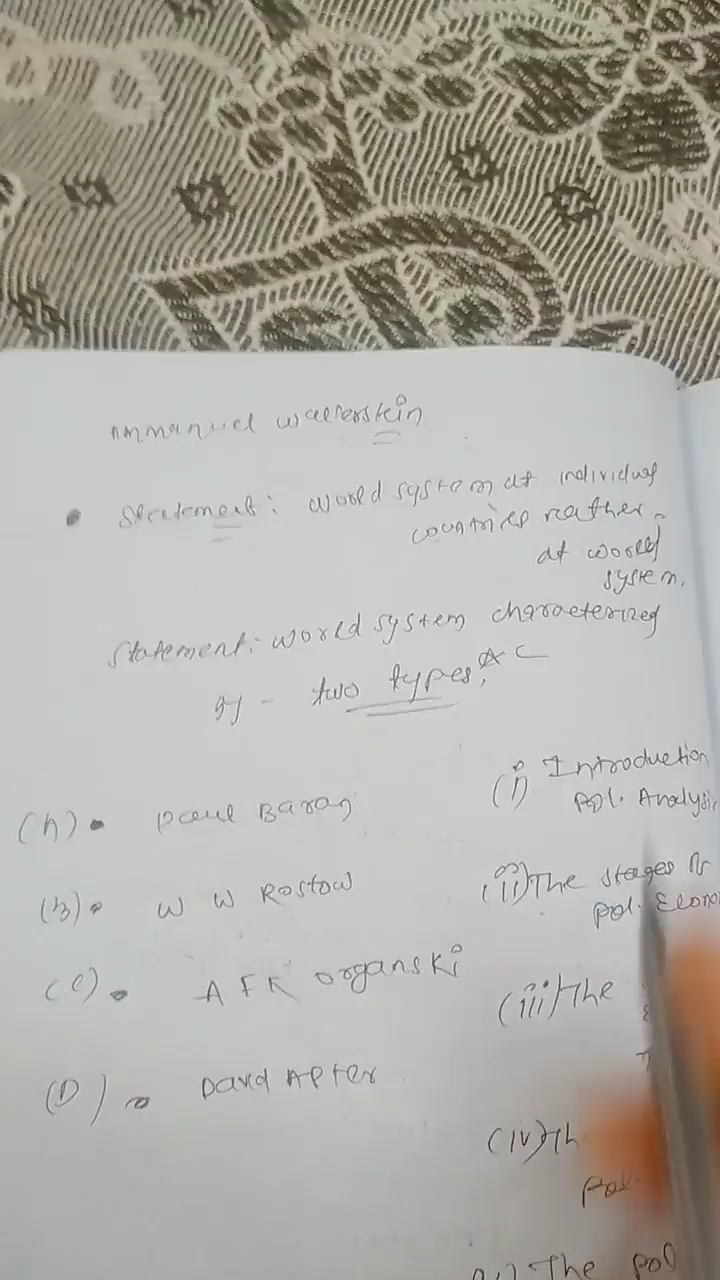 Immanuel Wallerstein
• Statement: World system at individual
countries rather
at world
system.
Statement: World system characterized
by - two types,
(A) • Paul Baran
(i) Introduction
Pol. Analysis
(B) • W W Rostow
(ii) The Stages of
Pol. Econo
(C) • AFK Organski
(iii) The
(D) • David Apter
(iv) Th
Pol.
The Pol